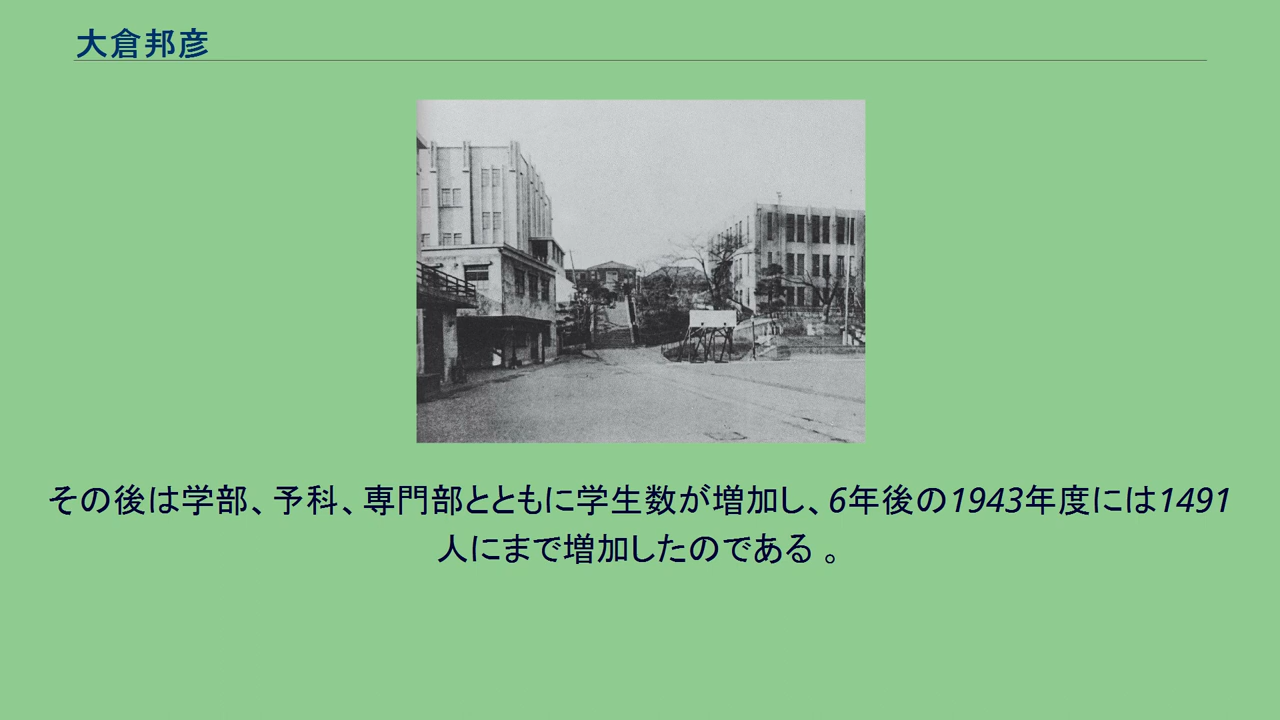 大倉邦彦
その後は学部、予科、専門部とともに学生数が増加し、6年後の1943年度には1491
人にまで増加したのである 。